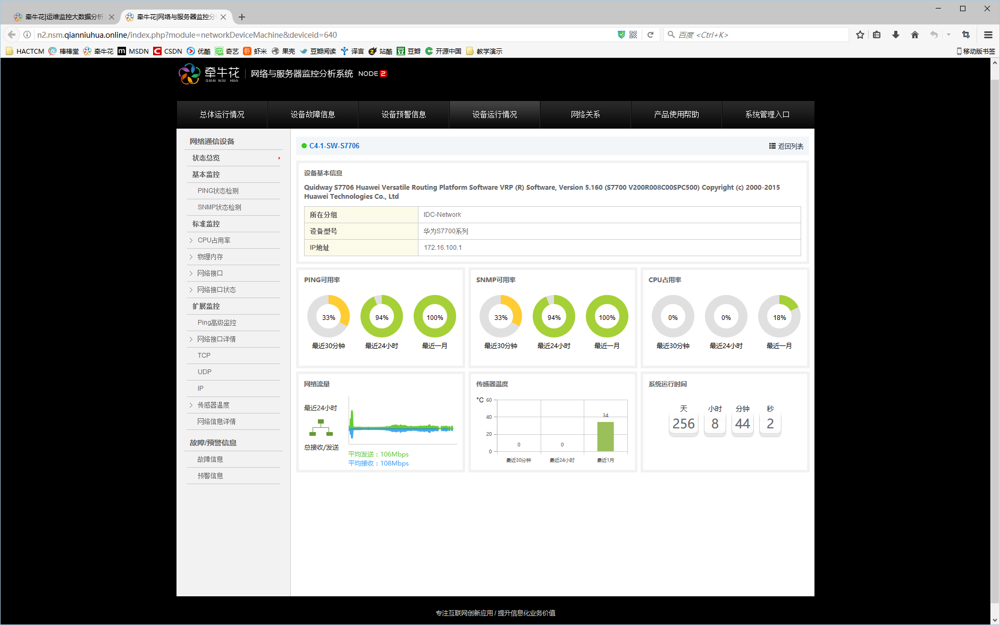 牵牛花|运维监控大数据分析
牵牛花|网络与服务器监控分
n2.nsm.qianniuhua.online/index.php?module=networkDeviceMachine&deviceid=640
百度 <Ctrl+K>
HACTCM 棒棒堂 牵牛花 MSDN CSDN 优酷 奇艺 虾米 果壳 豆瓣阅读 译言 站酷 豆瓣 开源中国 教学演示 移动版书签
牵牛花 QIAN NIU HUA 网络与服务器监控分析系统 NODE 2
总体运行情况 设备故障信息 设备预警信息 设备运行情况 网络关系 产品使用帮助 系统管理入口
网络通信设备
状态总览
基本监控
PING状态检测
SNMP状态检测
标准监控
CPU占用率
物理内存
网络接口
网络接口状态
扩展监控
Ping高级监控
网络接口详情
TCP
UDP
IP
传感器温度
网络信息详情
故障/预警信息
故障信息
预警信息
C4-1-SW-S7706 返回列表
设备基本信息
Quidway S7706 Huawei Versatile Routing Platform Software VRP (R) Software, Version 5.160 (S7700 V200R008C00SPC500) Copyright (c) 2000-2015
Huawei Technologies Co., Ltd
所在分组 IDC-Network
设备型号 华为S7700系列
IP地址 172.16.100.1
PING可用率
33% 94% 100%
最近30分钟 最近24小时 最近一月
SNMP可用率
33% 94% 100%
最近30分钟 最近24小时 最近一月
CPU占用率
0% 0% 18%
最近30分钟 最近24小时 最近一月
网络流量
最近24小时
总接收/发送
平均发送：106Mbps
平均接收：108Mbps
传感器温度
°C 60
40
20
0
0 0 34
最近30分钟 最近24小时 最近1月
系统运行时间
天 小时 分钟 秒
256 8 44 2
专注互联网创新应用 / 提升信息化业务价值